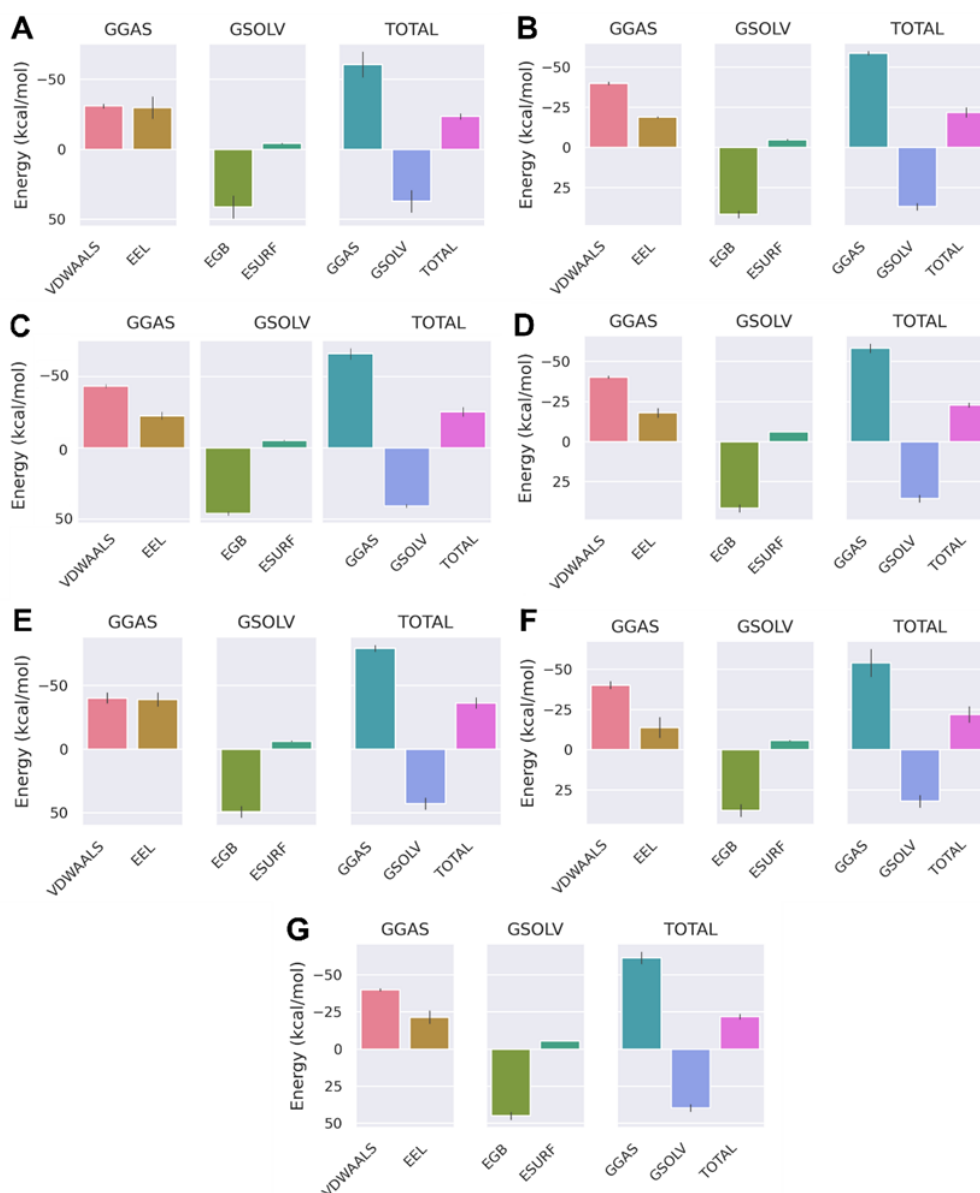 A
GGAS GSOLV TOTAL
Energy (kcal/mol)
−50
0
50
VDWAALS EEL EGB ESURF GGAS GSOLV TOTAL
B
GGAS GSOLV TOTAL
Energy (kcal/mol)
−50
−25
0
25
VDWAALS EEL EGB ESURF GGAS GSOLV TOTAL
C
GGAS GSOLV TOTAL
Energy (kcal/mol)
−50
0
50
VDWAALS EEL EGB ESURF GGAS GSOLV TOTAL
D
GGAS GSOLV TOTAL
Energy (kcal/mol)
−50
−25
0
25
VDWAALS EEL EGB ESURF GGAS GSOLV TOTAL
E
GGAS GSOLV TOTAL
Energy (kcal/mol)
−50
0
50
VDWAALS EEL EGB ESURF GGAS GSOLV TOTAL
F
GGAS GSOLV TOTAL
Energy (kcal/mol)
−50
−25
0
25
VDWAALS EEL EGB ESURF GGAS GSOLV TOTAL
G
GGAS GSOLV TOTAL
Energy (kcal/mol)
−50
−25
0
25
50
VDWAALS EEL EGB ESURF GGAS GSOLV TOTAL